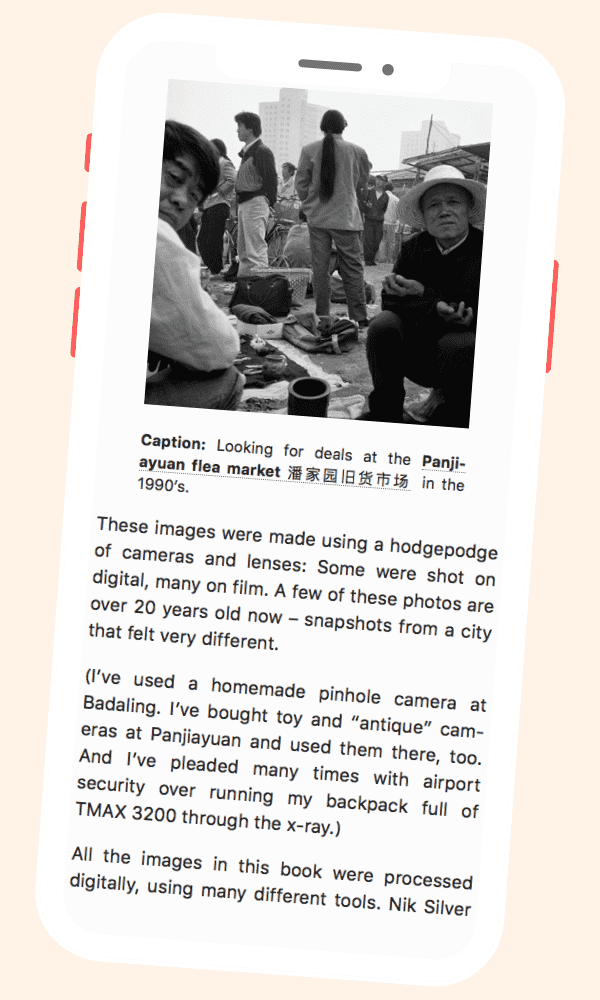 Caption: Looking for deals at the Panji-
ayuan flea market 潘家园旧货市场 in the
1990’s.
These images were made using a hodgepodge
of cameras and lenses: Some were shot on
digital, many on film. A few of these photos are
over 20 years old now – snapshots from a city
that felt very different.
(I’ve used a homemade pinhole camera at
Badaling. I’ve bought toy and “antique” cam-
eras at Panjiayuan and used them there, too.
And I’ve pleaded many times with airport
security over running my backpack full of
TMAX 3200 through the x-ray.)
All the images in this book were processed
digitally, using many different tools. Nik Silver